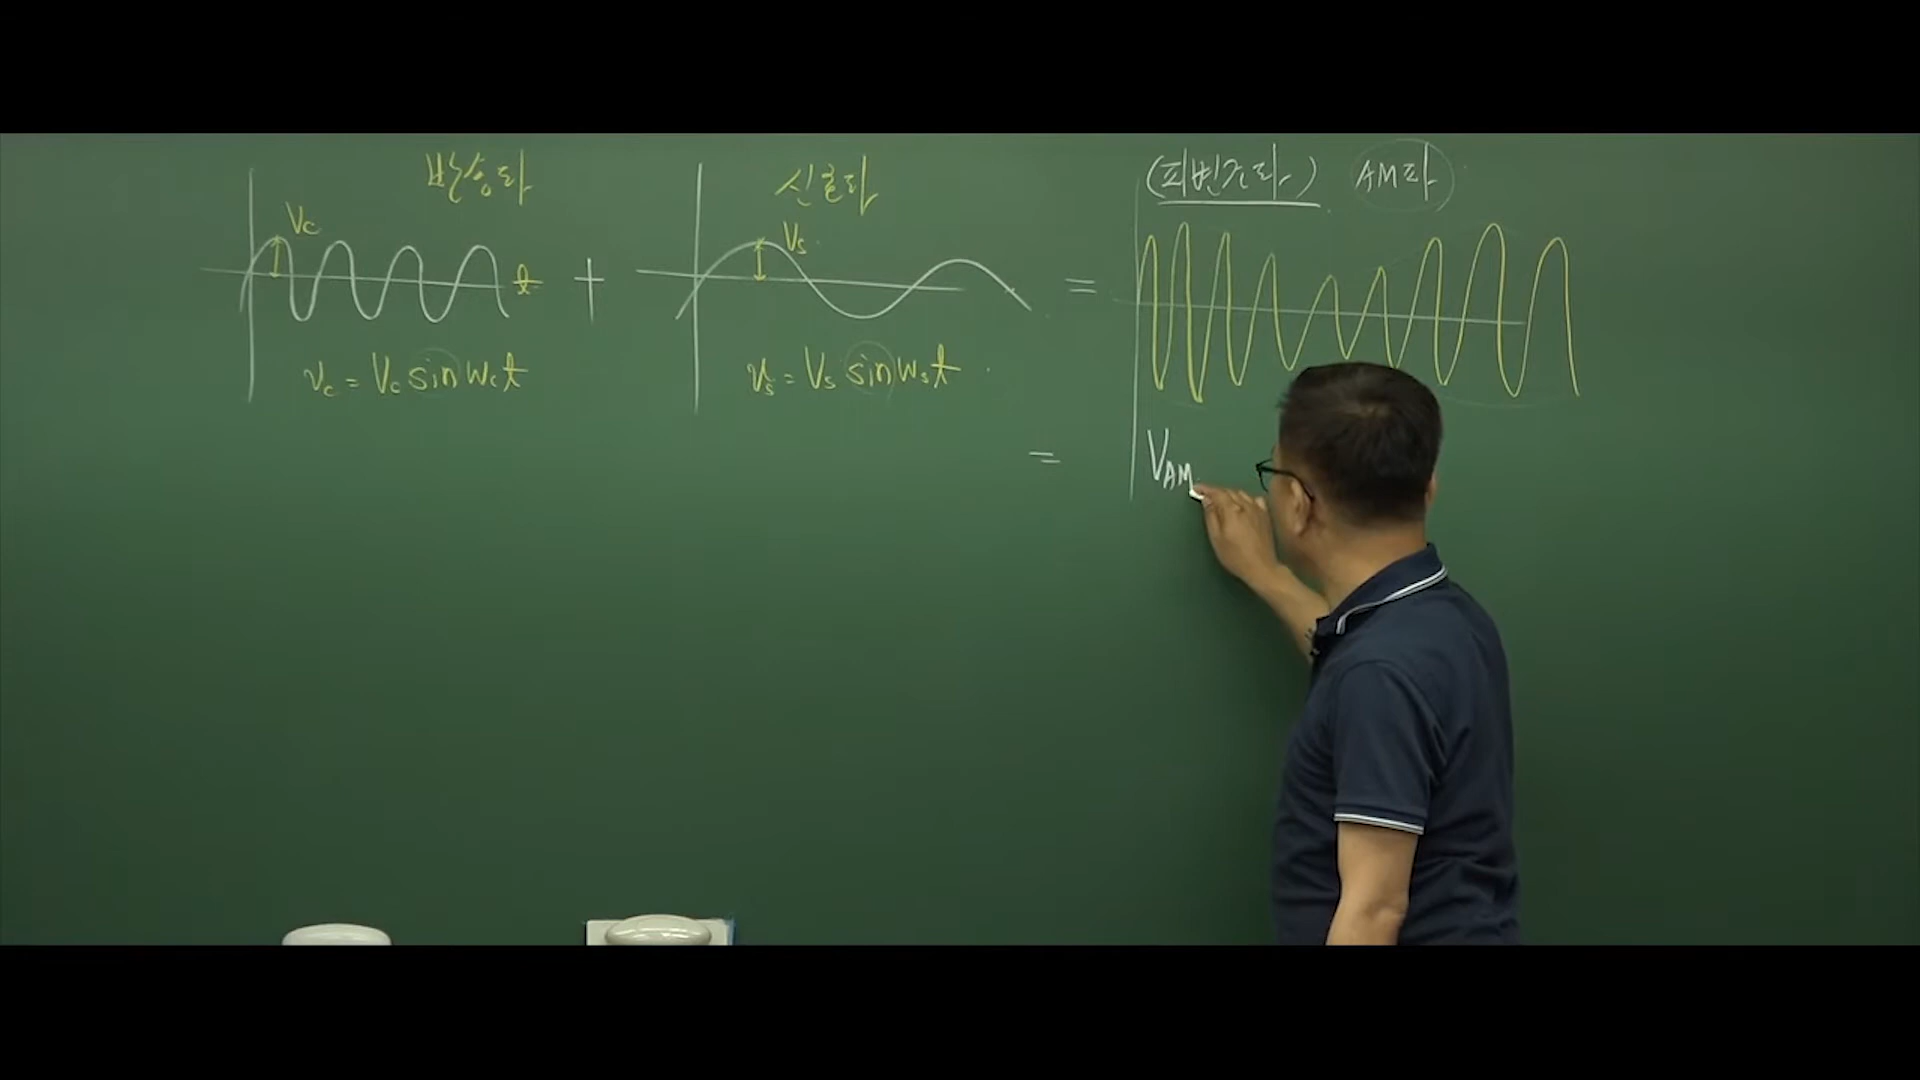 반송파
신호파
(피변조파) AM파
Vc
Vs
t
+
=
vc = Vc sin wct
vs = Vs sin wst
= VAM